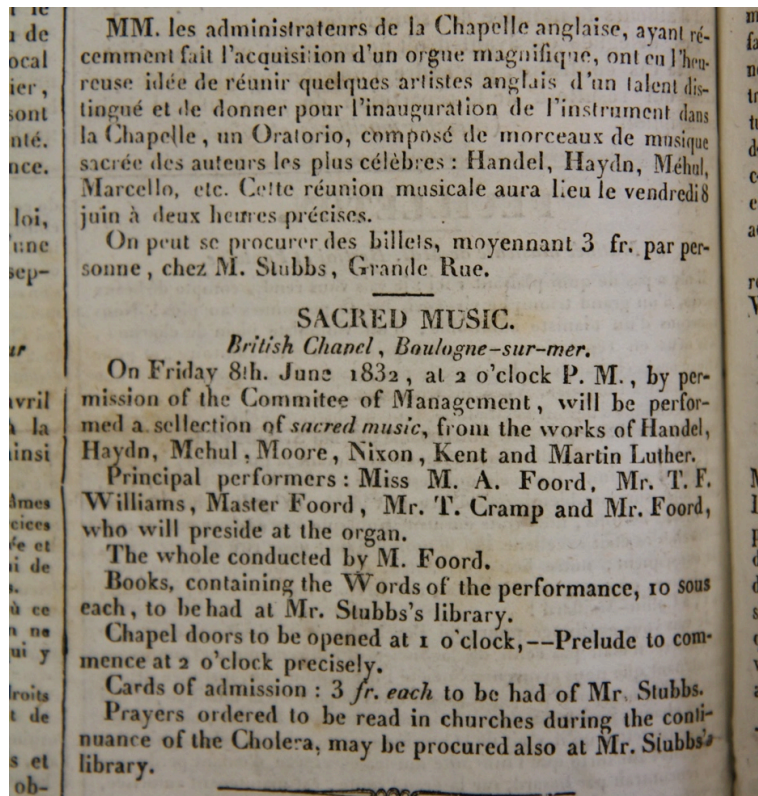 MM. les administrateurs de la Chapelle anglaise, ayant ré-
cemment fait l'acquisition d'un orgue magnifique, ont eu l'heu-
reuse idée de réunir quelques artistes anglais d'un talent dis-
tingué et de donner pour l'inauguration de l'instrument dans
la Chapelle, un Oratorio, composé de morceaux de musique
sacrée des auteurs les plus célèbres : Handel, Haydn, Méhul,
Marcello, etc. Cette réunion musicale aura lieu le vendredi 8
juin à deux heures précises.
On peut se procurer des billets, moyennant 3 fr. par per-
sonne, chez M. Stubbs, Grande Rue.
SACRED MUSIC.
British Chapel, Boulogne-sur-mer.
On Friday 8th. June 1832, at 2 o'clock P. M., by per-
mission of the Commitee of Management, will be perfor-
med a sellection of sacred music, from the works of Handel,
Haydn, Mehul, Moore, Nixon, Kent and Martin Luther.
Principal performers : Miss M. A. Foord, Mr. T. F.
Williams, Master Foord, Mr. T. Cramp and Mr. Foord,
who will preside at the organ.
The whole conducted by M. Foord.
Books, containing the Words of the performance, 10 sous
each, to be had at Mr. Stubbs's library.
Chapel doors to be opened at 1 o'clock,--Prelude to com-
mence at 2 o'clock precisely.
Cards of admission : 3 fr. each to be had of Mr. Stubbs.
Prayers ordered to be read in churches during the conti-
nuance of the Cholera, may be procured also at Mr. Stubbs's
library.